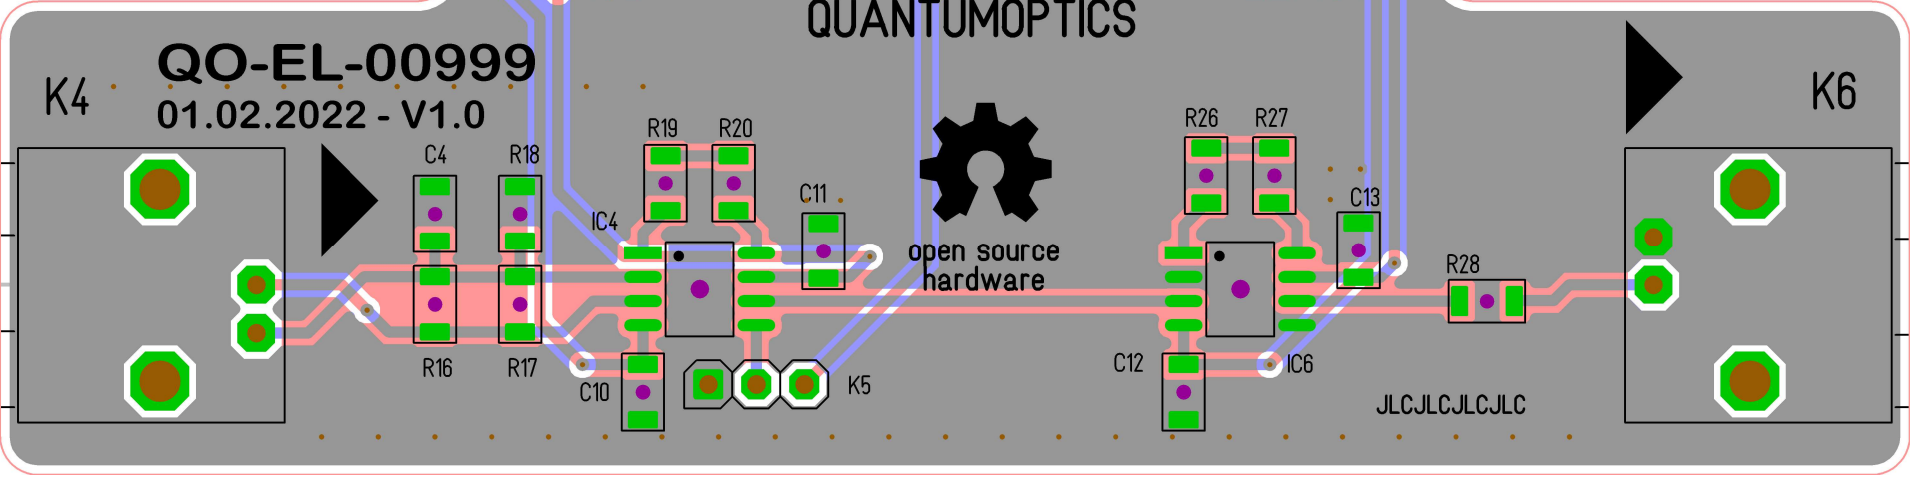 QUANTUMOPTICS
QO-EL-00999
01.02.2022 - V1.0
K4
K6
C4
R18
R19
R20
R26
R27
IC4
C11
C13
open source
hardware
R28
R16
R17
C10
K5
C12
IC6
JLCJLCJLCJLC